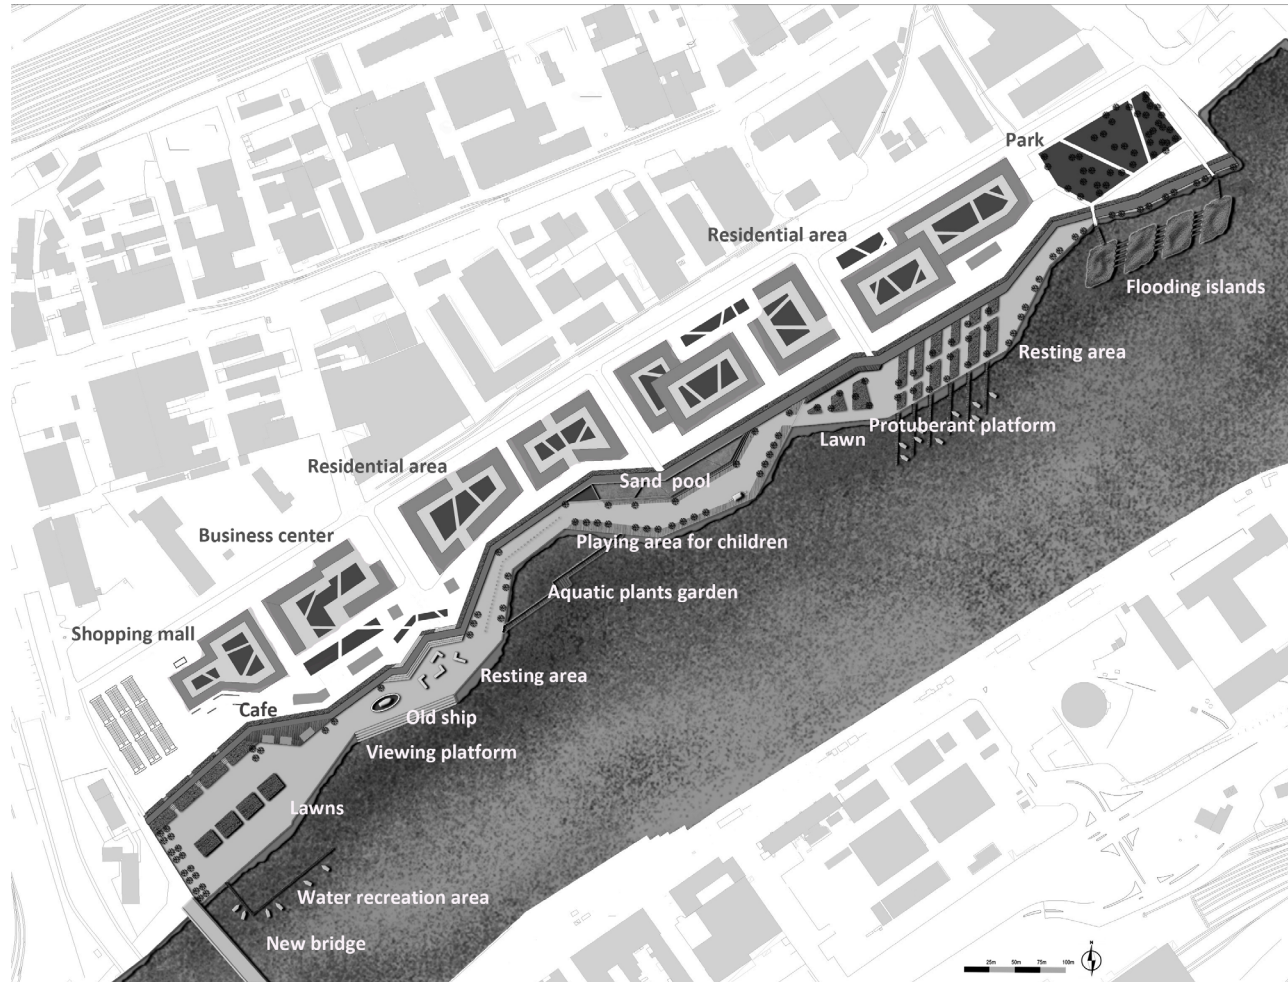 Park
Residential area
Flooding islands
Resting area
Protuberant platform
Lawn
Residential area
Sand pool
Business center
Playing area for children
Aquatic plants garden
Shopping mall
Resting area
Cafe
Old ship
Viewing platform
Lawns
Water recreation area
New bridge
N
25m 50m 75m 100m